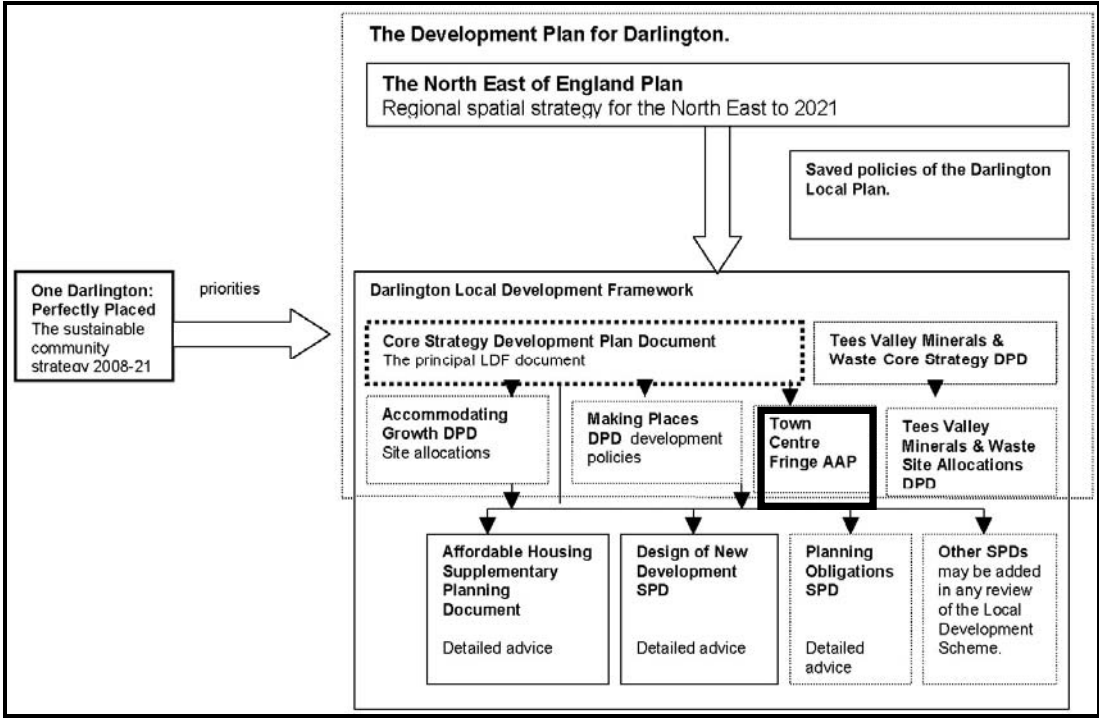 The Development Plan for Darlington.
The North East of England Plan
Regional spatial strategy for the North East to 2021
Saved policies of the Darlington
Local Plan.
One Darlington:
Perfectly Placed
The sustainable
community
strategy 2008-21
priorities
Darlington Local Development Framework
Core Strategy Development Plan Document
The principal LDF document
Tees Valley Minerals &
Waste Core Strategy DPD
Accommodating
Growth DPD
Site allocations
Making Places
DPD development
policies
Town
Centre
Fringe AAP
Tees Valley
Minerals & Waste
Site Allocations
DPD
Affordable Housing
Supplementary
Planning
Document
Detailed advice
Design of New
Development
SPD
Detailed advice
Planning
Obligations
SPD
Detailed
advice
Other SPDs
may be added
in any review
of the Local
Development
Scheme.